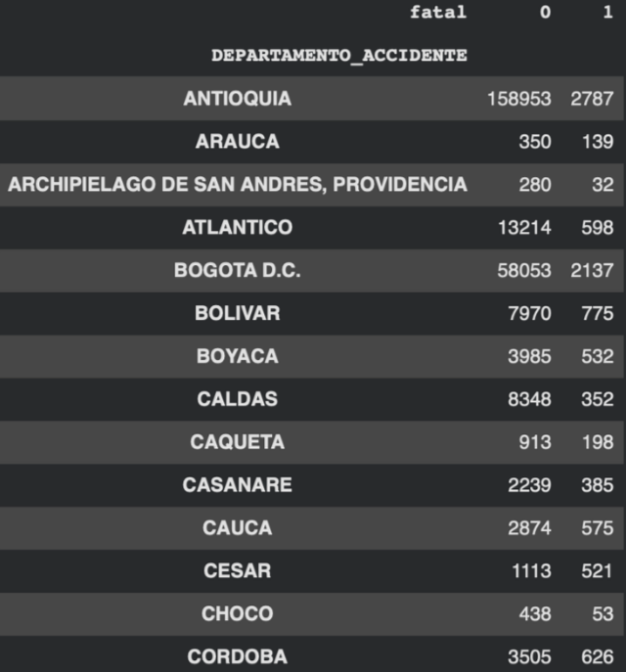 fatal 0 1
DEPARTAMENTO_ACCIDENTE
ANTIOQUIA 158953 2787
ARAUCA 350 139
ARCHIPIELAGO DE SAN ANDRES, PROVIDENCIA 280 32
ATLANTICO 13214 598
BOGOTA D.C. 58053 2137
BOLIVAR 7970 775
BOYACA 3985 532
CALDAS 8348 352
CAQUETA 913 198
CASANARE 2239 385
CAUCA 2874 575
CESAR 1113 521
CHOCO 438 53
CORDOBA 3505 626